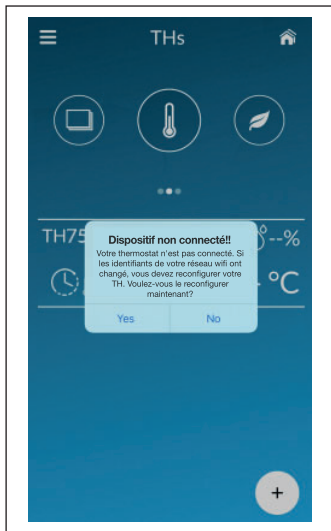 THs
TH75
--%
Dispositif non connecté!!
Votre thermostat n'est pas connecté. Si
les identifiants de votre réseau wifi ont
changé, vous devez reconfigurer votre
TH. Voulez-vous le reconfigurer
maintenant?
°C
Yes No
+